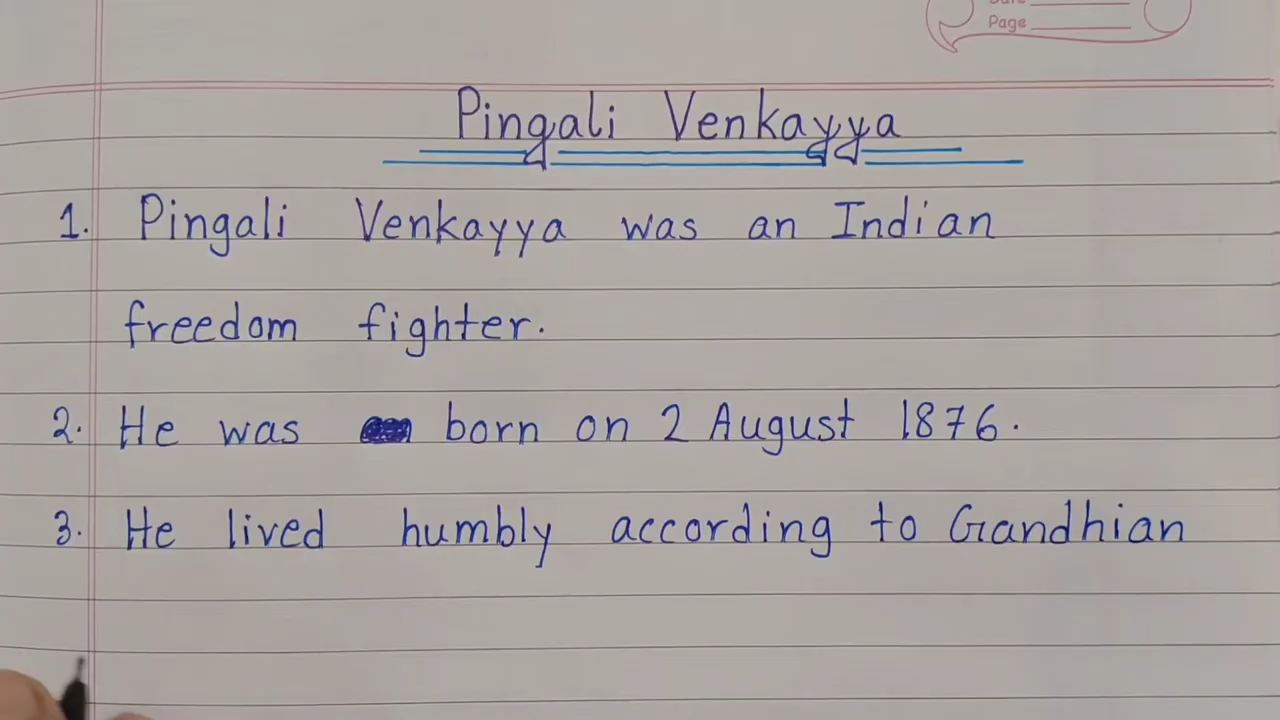 Page
Pingali Venkayya
1. Pingali Venkayya was an Indian
freedom fighter.
2. He was born on 2 August 1876.
3. He lived humbly according to Gandhian